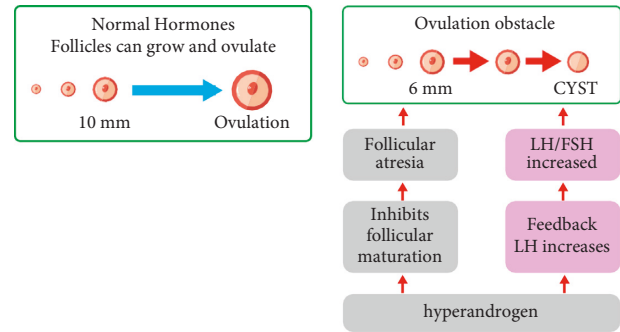 Normal Hormones
Follicles can grow and ovulate
10 mm
Ovulation
Ovulation obstacle
6 mm
CYST
Follicular
atresia
LH/FSH
increased
Inhibits
follicular
maturation
Feedback
LH increases
hyperandrogen